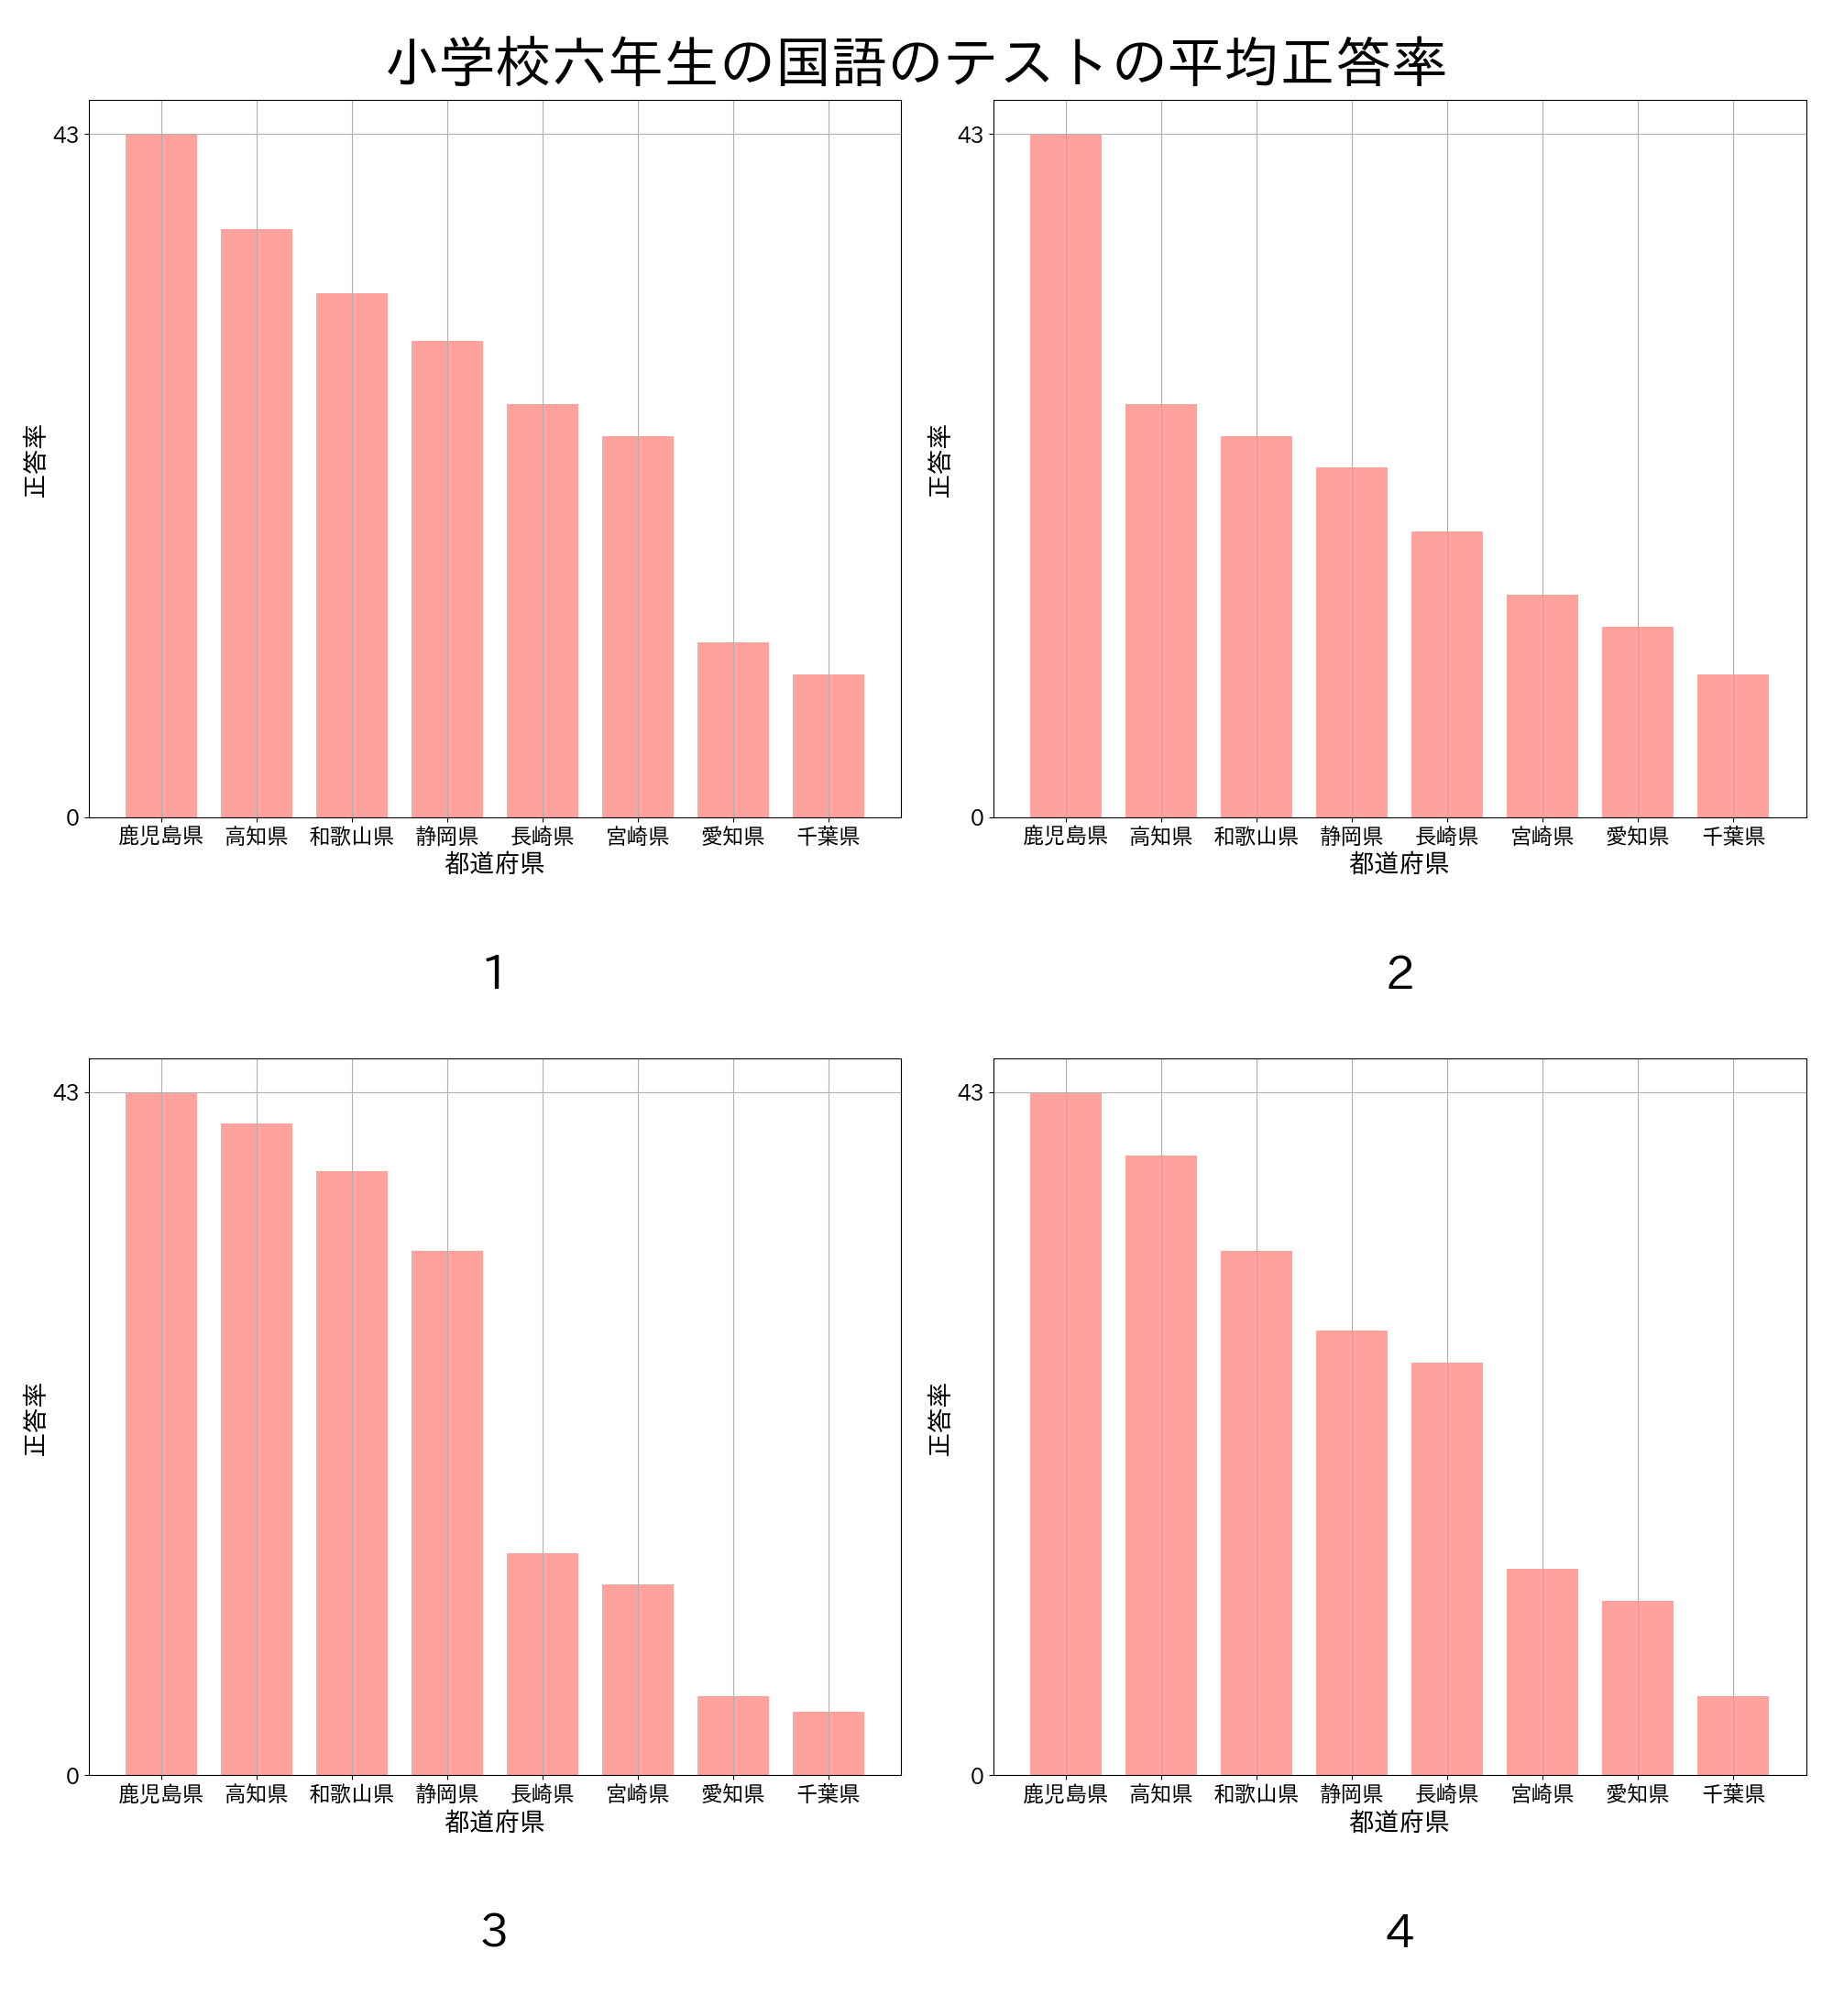 小学校六年生の国語のテストの平均正答率
43
0
正答率
鹿児島県 高知県 和歌山県 静岡県 長崎県 宮崎県 愛知県 千葉県
都道府県
1
43
0
正答率
鹿児島県 高知県 和歌山県 静岡県 長崎県 宮崎県 愛知県 千葉県
都道府県
2
43
0
正答率
鹿児島県 高知県 和歌山県 静岡県 長崎県 宮崎県 愛知県 千葉県
都道府県
3
43
0
正答率
鹿児島県 高知県 和歌山県 静岡県 長崎県 宮崎県 愛知県 千葉県
都道府県
4